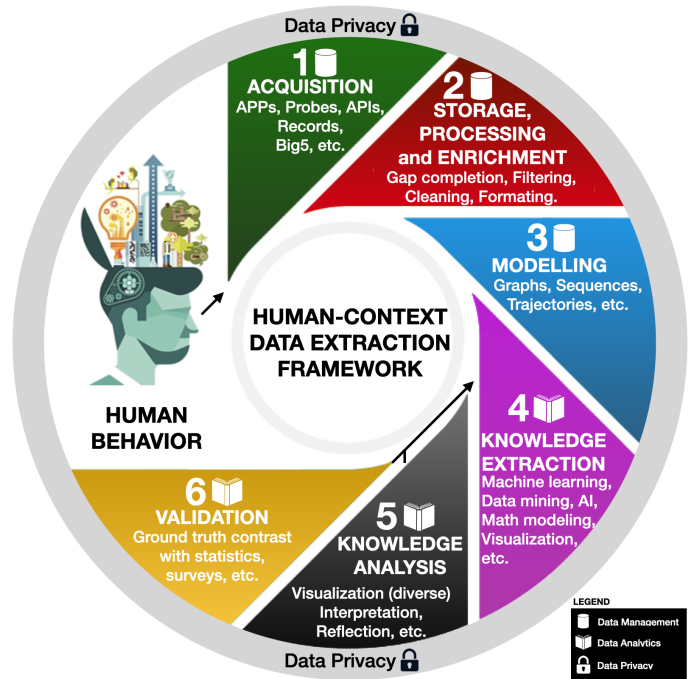 Data Privacy
1
ACQUISITION
APPs, Probes, APIs,
Records,
Big5, etc.
2
STORAGE,
PROCESSING
and ENRICHMENT
Gap completion, Filtering,
Cleaning, Formating.
3
MODELLING
Graphs, Sequences,
Trajectories, etc.
HUMAN-CONTEXT
DATA EXTRACTION
FRAMEWORK
HUMAN
BEHAVIOR
4
KNOWLEDGE
EXTRACTION
Machine learning,
Data mining, AI,
Math modeling,
Visualization,
etc.
5
KNOWLEDGE
ANALYSIS
Visualization (diverse)
Interpretation,
Reflection, etc.
6
VALIDATION
Ground truth contrast
with statistics,
surveys, etc.
Data Privacy
LEGEND
Data Management
Data Analytics
Data Privacy